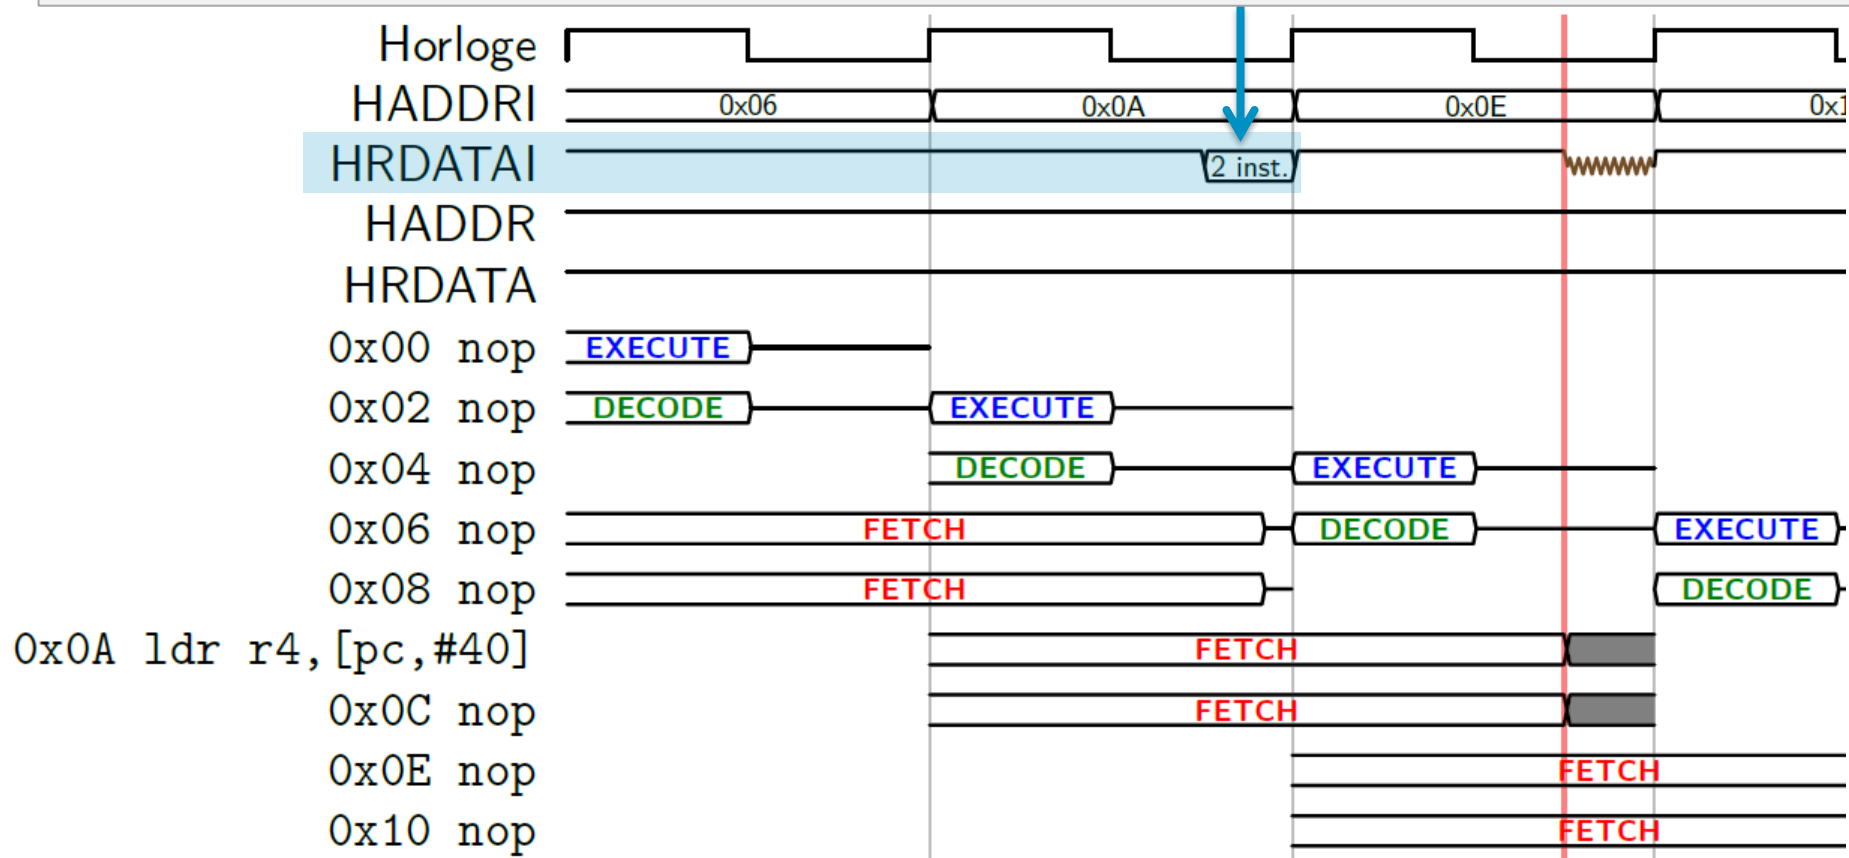 Horloge
HADDRI 0x06 0x0A 0x0E 0x1
HRDATAI 2 inst.
HADDR
HRDATA
0x00 nop EXECUTE
0x02 nop DECODE EXECUTE
0x04 nop DECODE EXECUTE
0x06 nop FETCH DECODE EXECUTE
0x08 nop FETCH DECODE
0x0A ldr r4,[pc,#40] FETCH
0x0C nop FETCH
0x0E nop FETCH
0x10 nop FETCH